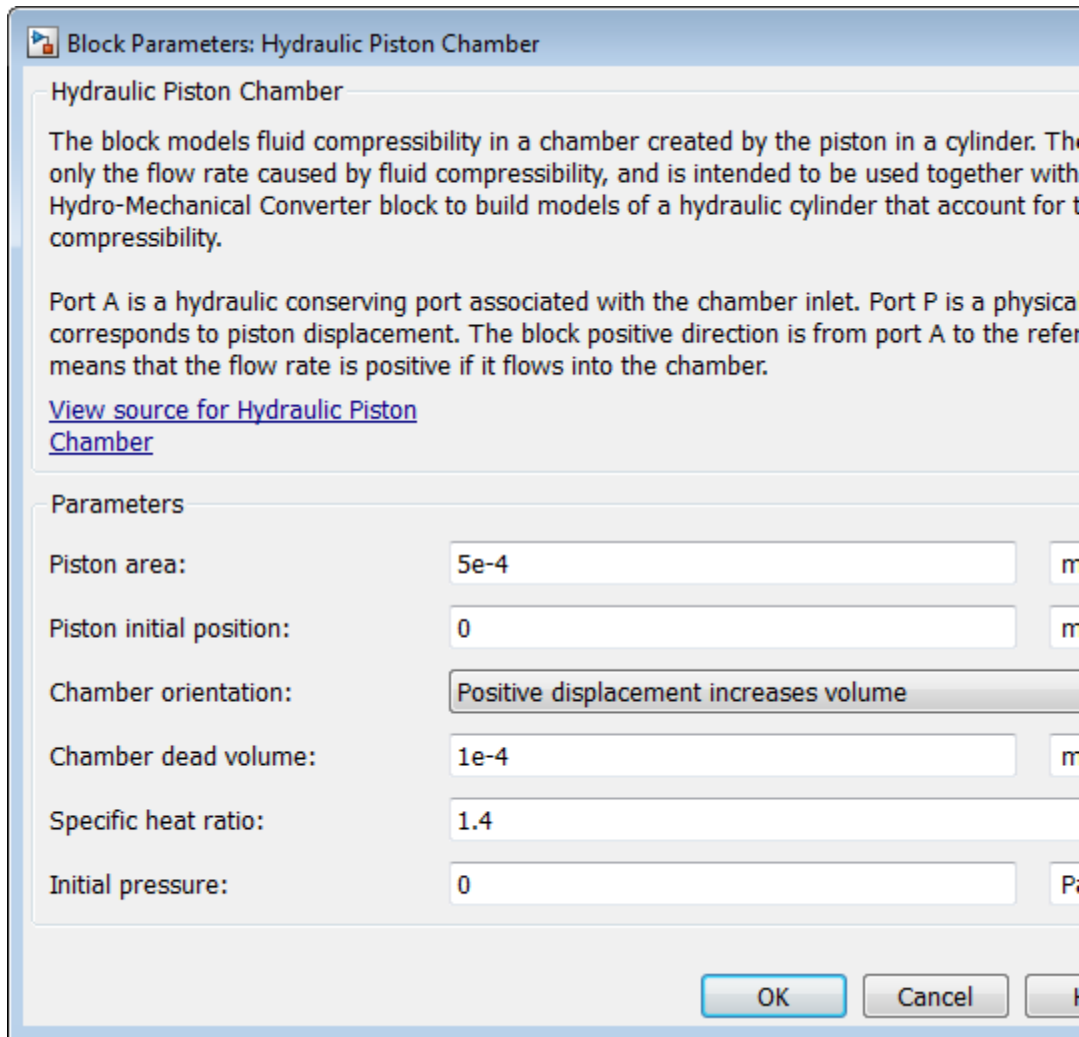 Block Parameters: Hydraulic Piston Chamber
Hydraulic Piston Chamber
The block models fluid compressibility in a chamber created by the piston in a cylinder. The
only the flow rate caused by fluid compressibility, and is intended to be used together with
Hydro-Mechanical Converter block to build models of a hydraulic cylinder that account for t
compressibility.
Port A is a hydraulic conserving port associated with the chamber inlet. Port P is a physical
corresponds to piston displacement. The block positive direction is from port A to the refer
means that the flow rate is positive if it flows into the chamber.
View source for Hydraulic Piston
Chamber
Parameters
Piston area: 5e-4 m
Piston initial position: 0 m
Chamber orientation: Positive displacement increases volume
Chamber dead volume: 1e-4 m
Specific heat ratio: 1.4
Initial pressure: 0 Pa
OK Cancel H